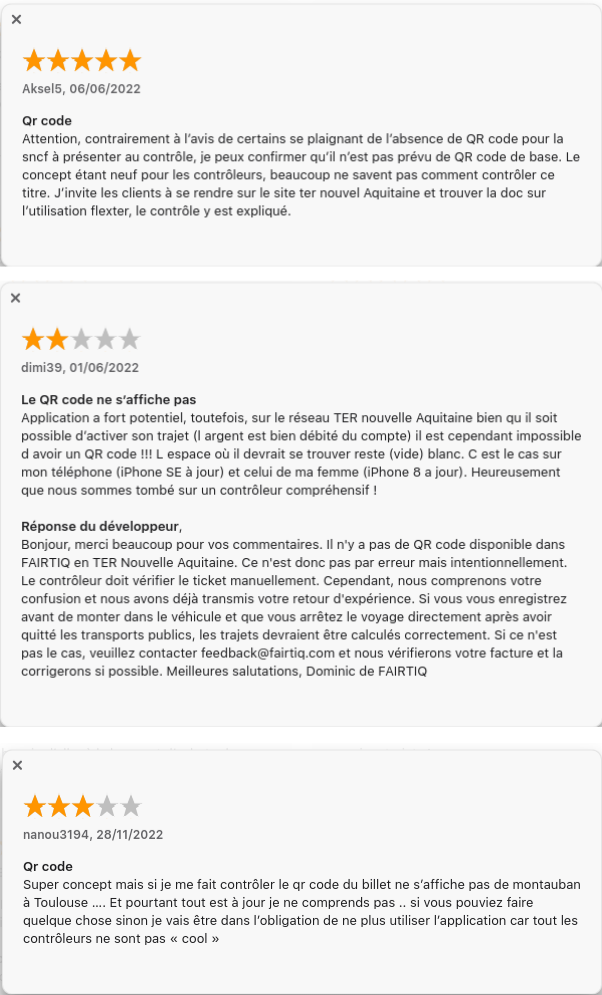 Aksel5, 06/06/2022
Qr code
Attention, contrairement à l’avis de certains se plaignant de l’absence de QR code pour la
sncf à présenter au contrôle, je peux confirmer qu’il n’est pas prévu de QR code de base. Le
concept étant neuf pour les contrôleurs, beaucoup ne savent pas comment contrôler ce
titre. J’invite les clients à se rendre sur le site ter nouvel Aquitaine et trouver la doc sur
l’utilisation flexter, le contrôle y est expliqué.
dimi39, 01/06/2022
Le QR code ne s’affiche pas
Application a fort potentiel, toutefois, sur le réseau TER nouvelle Aquitaine bien qu il soit
possible d’activer son trajet (l argent est bien débité du compte) il est cependant impossible
d avoir un QR code !!! L espace où il devrait se trouver reste (vide) blanc. C est le cas sur
mon téléphone (iPhone SE à jour) et celui de ma femme (iPhone 8 a jour). Heureusement
que nous sommes tombé sur un contrôleur compréhensif !
Réponse du développeur,
Bonjour, merci beaucoup pour vos commentaires. Il n'y a pas de QR code disponible dans
FAIRTIQ en TER Nouvelle Aquitaine. Ce n'est donc pas par erreur mais intentionnellement.
Le contrôleur doit vérifier le ticket manuellement. Cependant, nous comprenons votre
confusion et nous avons déjà transmis votre retour d'expérience. Si vous vous enregistrez
avant de monter dans le véhicule et que vous arrêtez le voyage directement après avoir
quitté les transports publics, les trajets devraient être calculés correctement. Si ce n'est
pas le cas, veuillez contacter feedback@fairtiq.com et nous vérifierons votre facture et la
corrigerons si possible. Meilleures salutations, Dominic de FAIRTIQ
nanou3194, 28/11/2022
Qr code
Super concept mais si je me fait contrôler le qr code du billet ne s’affiche pas de montauban
à Toulouse …. Et pourtant tout est à jour je ne comprends pas .. si vous pouviez faire
quelque chose sinon je vais être dans l’obligation de ne plus utiliser l’application car tout les
contrôleurs ne sont pas « cool »